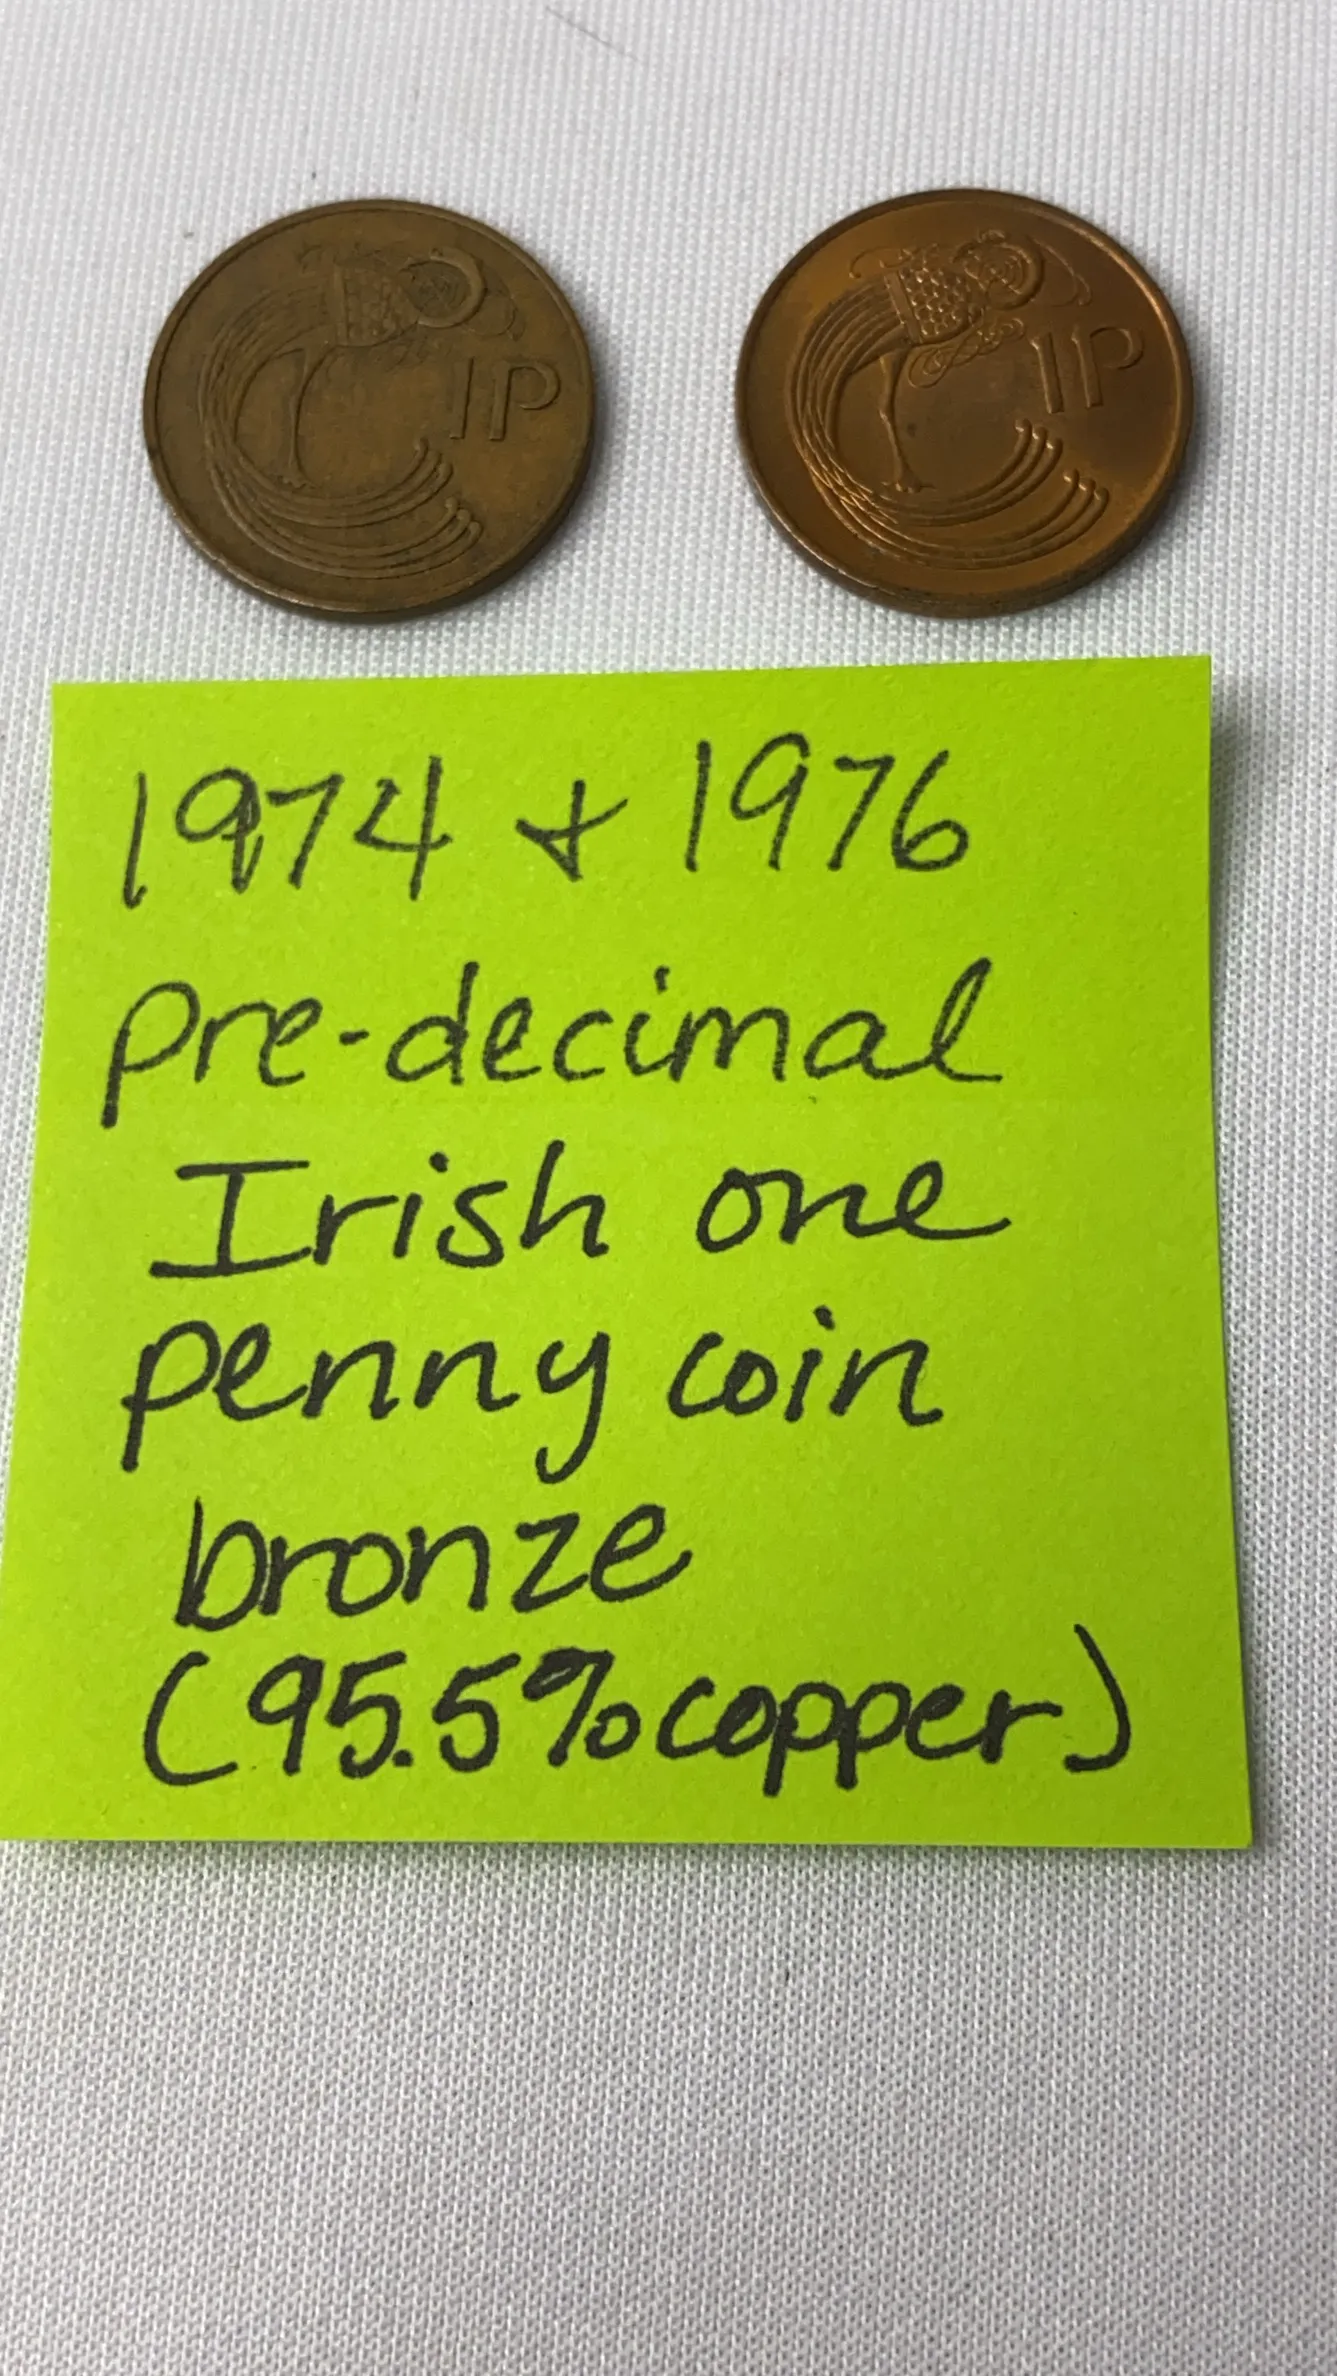 1P
1P
1974 + 1976
pre-decimal
Irish one
penny coin
bronze
(95.5% copper)